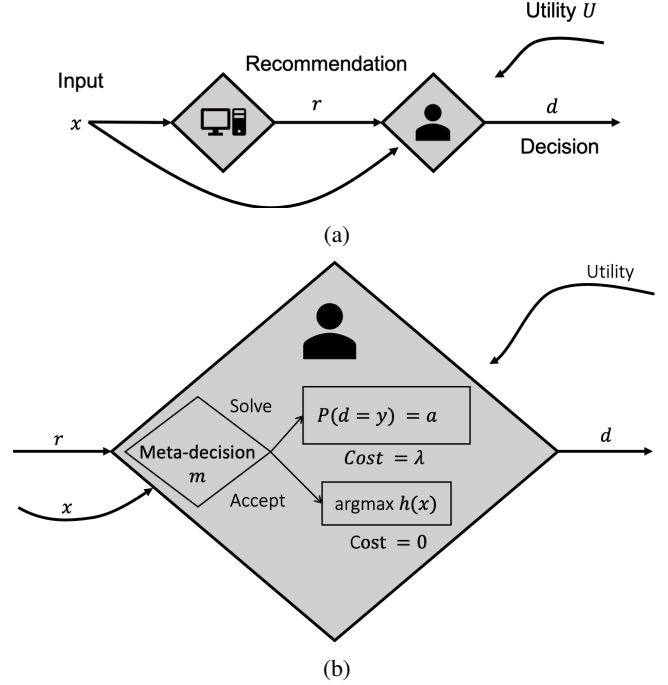 Utility U
Input
Recommendation
x
r
d
Decision
(a)
Utility
Solve
P(d = y) = a
r
Meta-decision
m
Cost = λ
d
x
Accept
argmax h(x)
Cost = 0
(b)